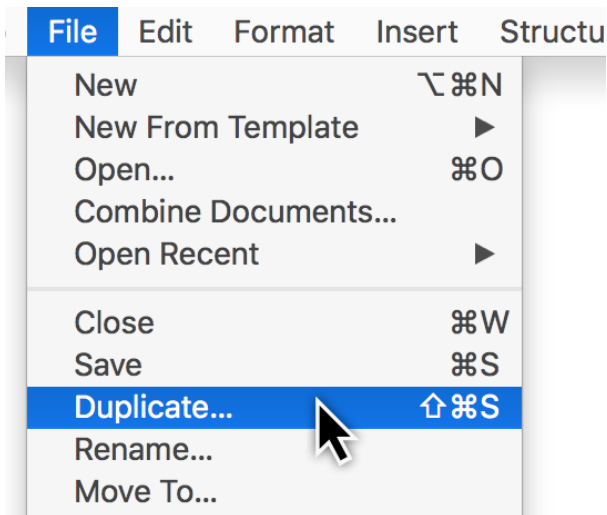 File Edit Format Insert Structu
New ⌥⌘N
New From Template ▶
Open... ⌘O
Combine Documents...
Open Recent ▶
Close ⌘W
Save ⌘S
Duplicate... ⇧⌘S
Rename...
Move To...